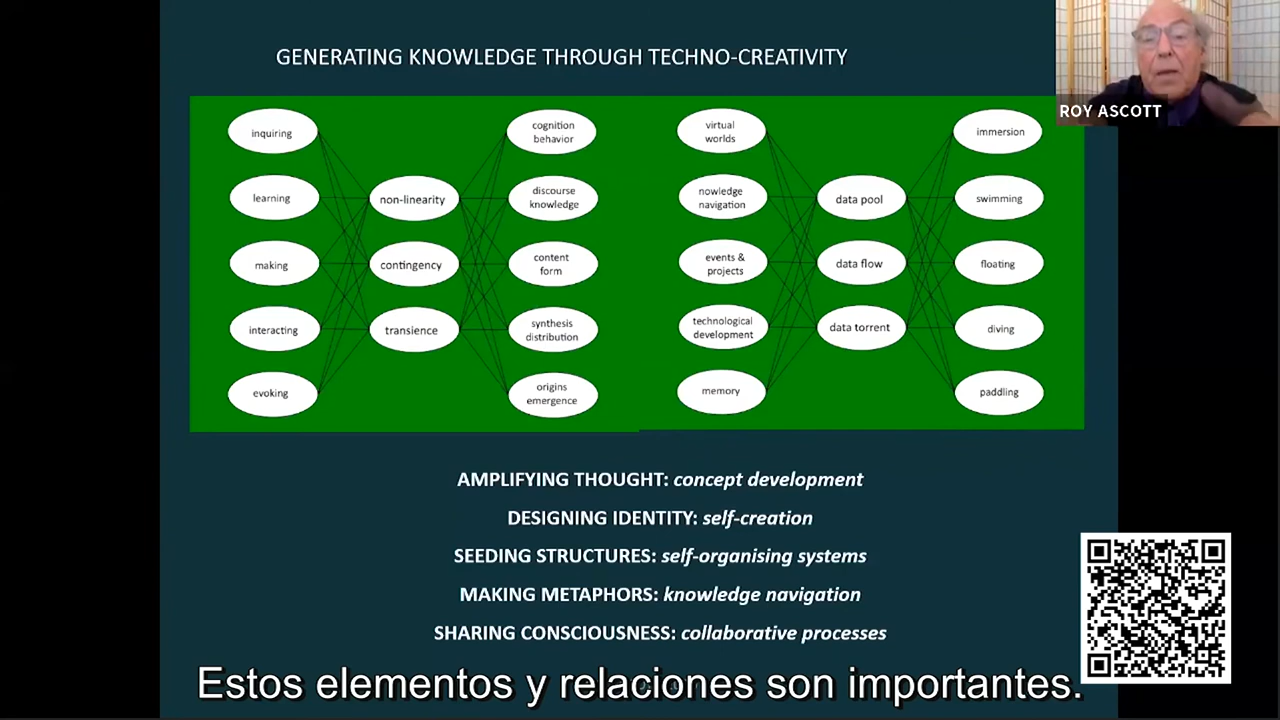 GENERATING KNOWLEDGE THROUGH TECHNO-CREATIVITY
ROY ASCOTT
inquiring
learning
making
interacting
evoking
non-linearity
contingency
transience
cognition
behavior
discourse
knowledge
content
form
synthesis
distribution
origins
emergence
virtual
worlds
nowledge
navigation
events &
projects
technological
development
memory
data pool
data flow
data torrent
immersion
swimming
floating
diving
paddling
AMPLIFYING THOUGHT: concept development
DESIGNING IDENTITY: self-creation
SEEDING STRUCTURES: self-organising systems
MAKING METAPHORS: knowledge navigation
SHARING CONSCIOUSNESS: collaborative processes
Estos elementos y relaciones son importantes.